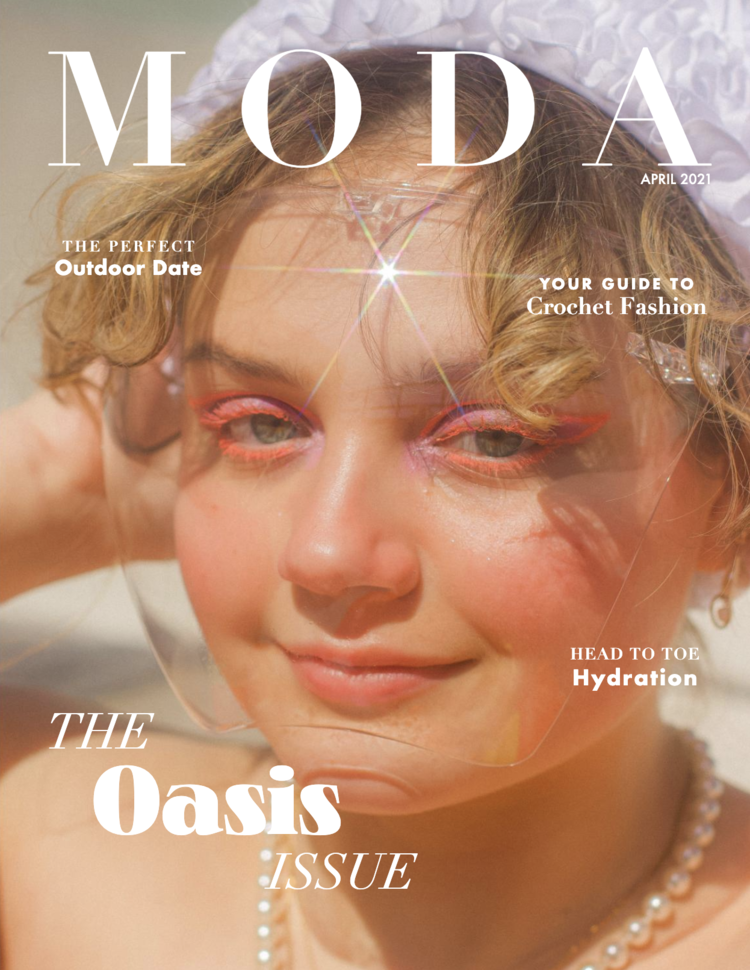 MODA
APRIL 2021
THE PERFECT
Outdoor Date
YOUR GUIDE TO
Crochet Fashion
HEAD TO TOE
Hydration
THE
Oasis
ISSUE